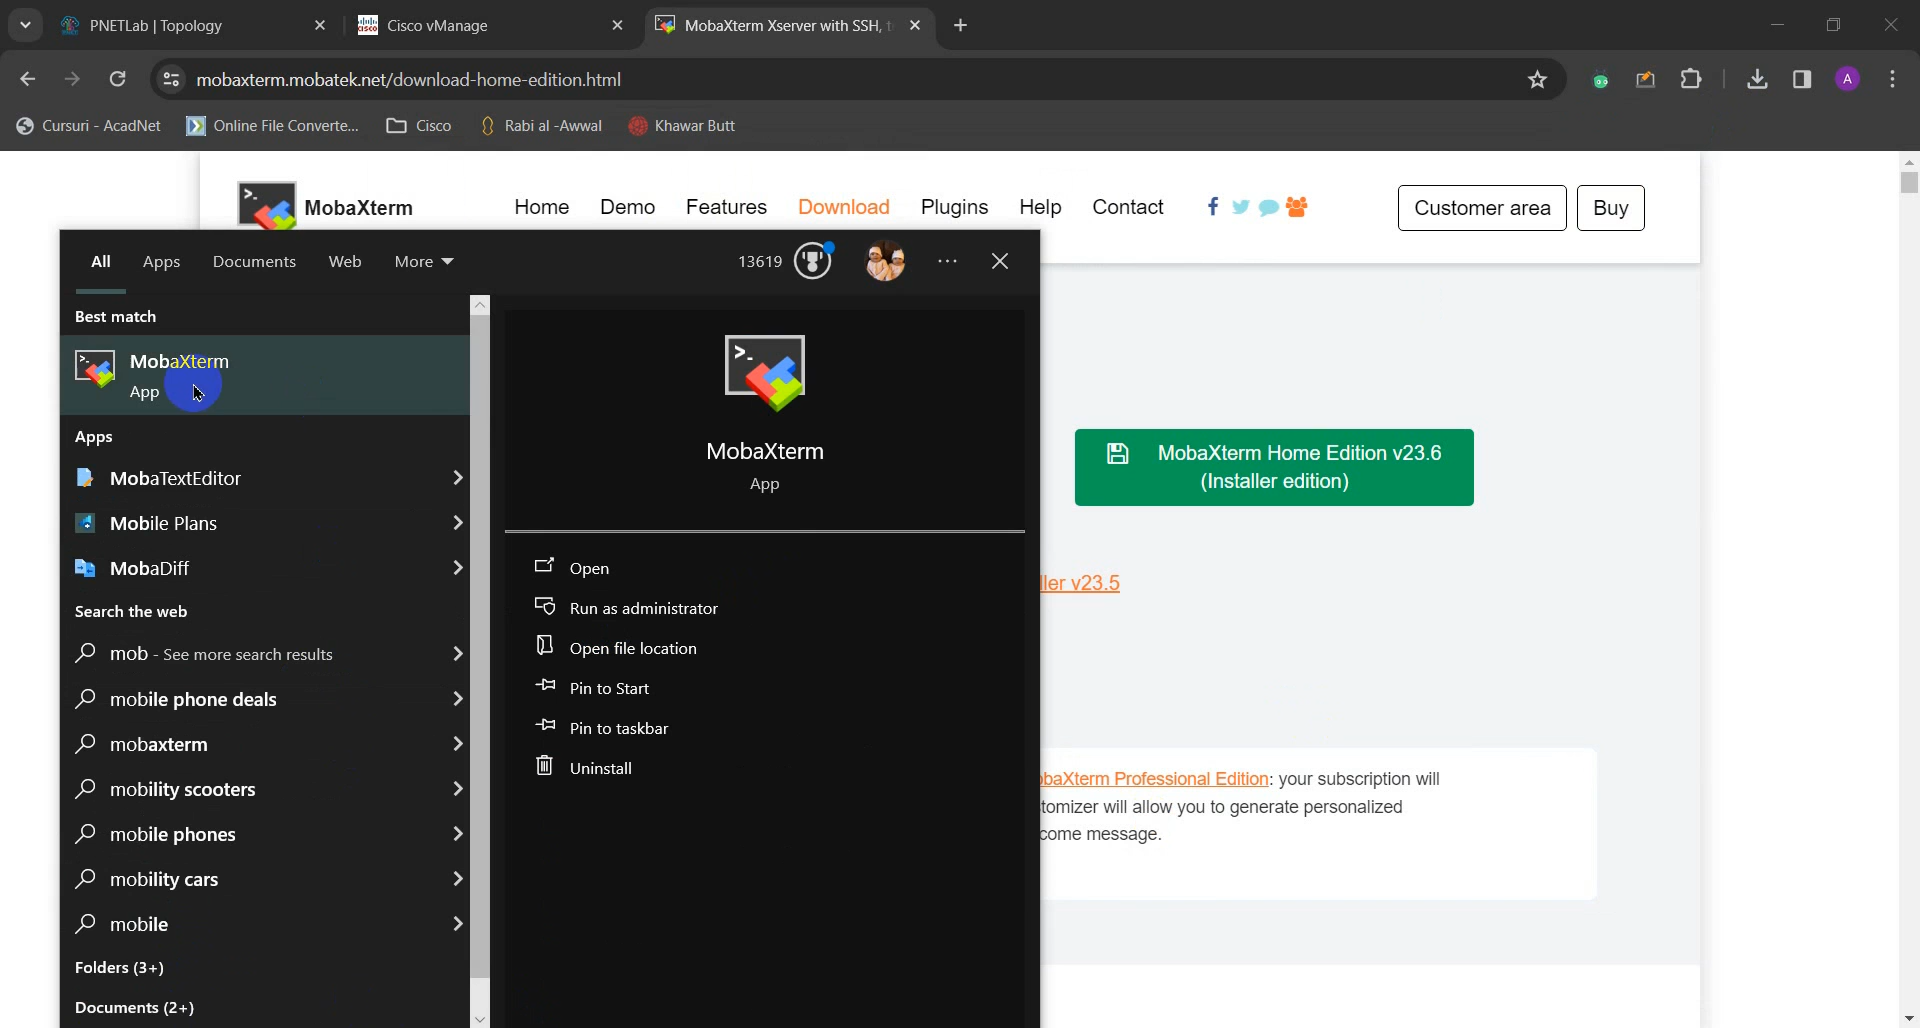 PNETLab | Topology
Cisco vManage
MobaXterm Xserver with SSH, t
mobaxterm.mobatek.net/download-home-edition.html
A
Cursuri - AcadNet
Online File Converte...
Cisco
Rabi al -Awwal
Khawar Butt
MobaXterm
Home
Demo
Features
Download
Plugins
Help
Contact
Customer area
Buy
All
Apps
Documents
Web
More
13619
Best match
MobaXterm
App
Apps
MobaTextEditor
Mobile Plans
MobaDiff
Search the web
mob - See more search results
mobile phone deals
mobaxterm
mobility scooters
mobile phones
mobility cars
mobile
Folders (3+)
Documents (2+)
MobaXterm
App
Open
Run as administrator
Open file location
Pin to Start
Pin to taskbar
Uninstall
MobaXterm Home Edition v23.6
(Installer edition)
ller v23.5
obaXterm Professional Edition: your subscription will
tomizer will allow you to generate personalized
come message.